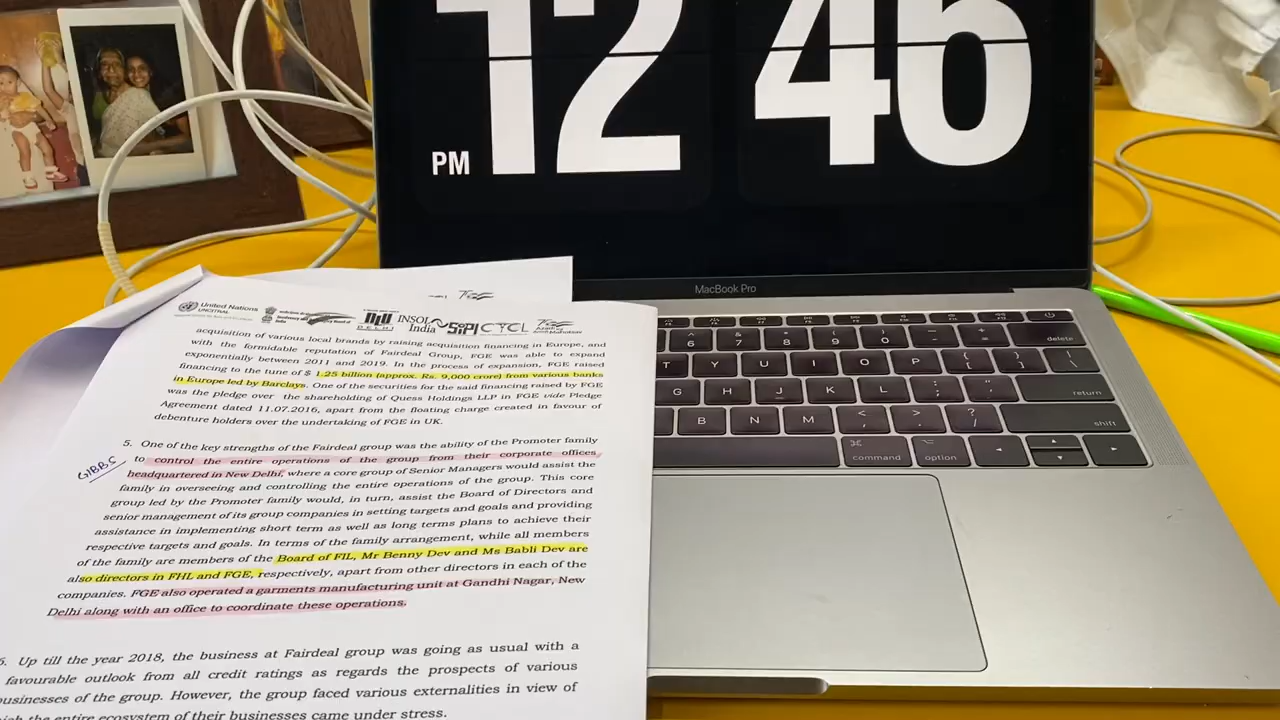 12 46
PM
MacBook Pro
United Nations
UNCITRAL
DELHI
INSOL
India
SIPI
acquisition of various local brands by raising acquisition financing in Europe, and
with the formidable reputation of Fairdeal Group, FGE was able to expand
exponentially between 2011 and 2019. In the process of expansion, FGE raised
financing to the tune of $ 1.25 billion (approx. Rs. 9,000 crore) from various banks
in Europe led by Barclays. One of the securities for the said financing raised by FGE
was the pledge over the shareholding of Quess Holdings LLP in FGE vide Pledge
Agreement dated 11.07.2016, apart from the floating charge created in favour of
debenture holders over the undertaking of FGE in UK.
5. One of the key strengths of the Fairdeal group was the ability of the Promoter family
to control the entire operations of the group from their corporate offices
headquartered in New Delhi, where a core group of Senior Managers would assist the
family in overseeing and controlling the entire operations of the group. This core
group led by the Promoter family would, in turn, assist the Board of Directors and
senior management of its group companies in setting targets and goals and providing
assistance in implementing short term as well as long terms plans to achieve their
respective targets and goals. In terms of the family arrangement, while all members
of the family are members of the Board of FIL, Mr Benny Dev and Ms Babli Dev are
also directors in FHL and FGE, respectively, apart from other directors in each of the
companies. FGE also operated a garments manufacturing unit at Gandhi Nagar, New
Delhi along with an office to coordinate these operations.
6. Up till the year 2018, the business at Fairdeal group was going as usual with a
favourable outlook from all credit ratings as regards the prospects of various
businesses of the group. However, the group faced various externalities in view of
which the entire ecosystem of their businesses came under stress.
6 7 8 9 0 delete
T Y U I O P
G H J K L return
B N M shift
command option